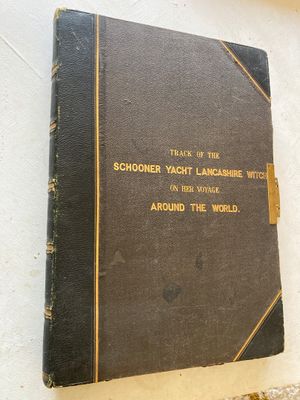 TRACK OF THE
SCHOONER YACHT LANCASHIRE WITCH
ON HER VOYAGE
AROUND THE WORLD.